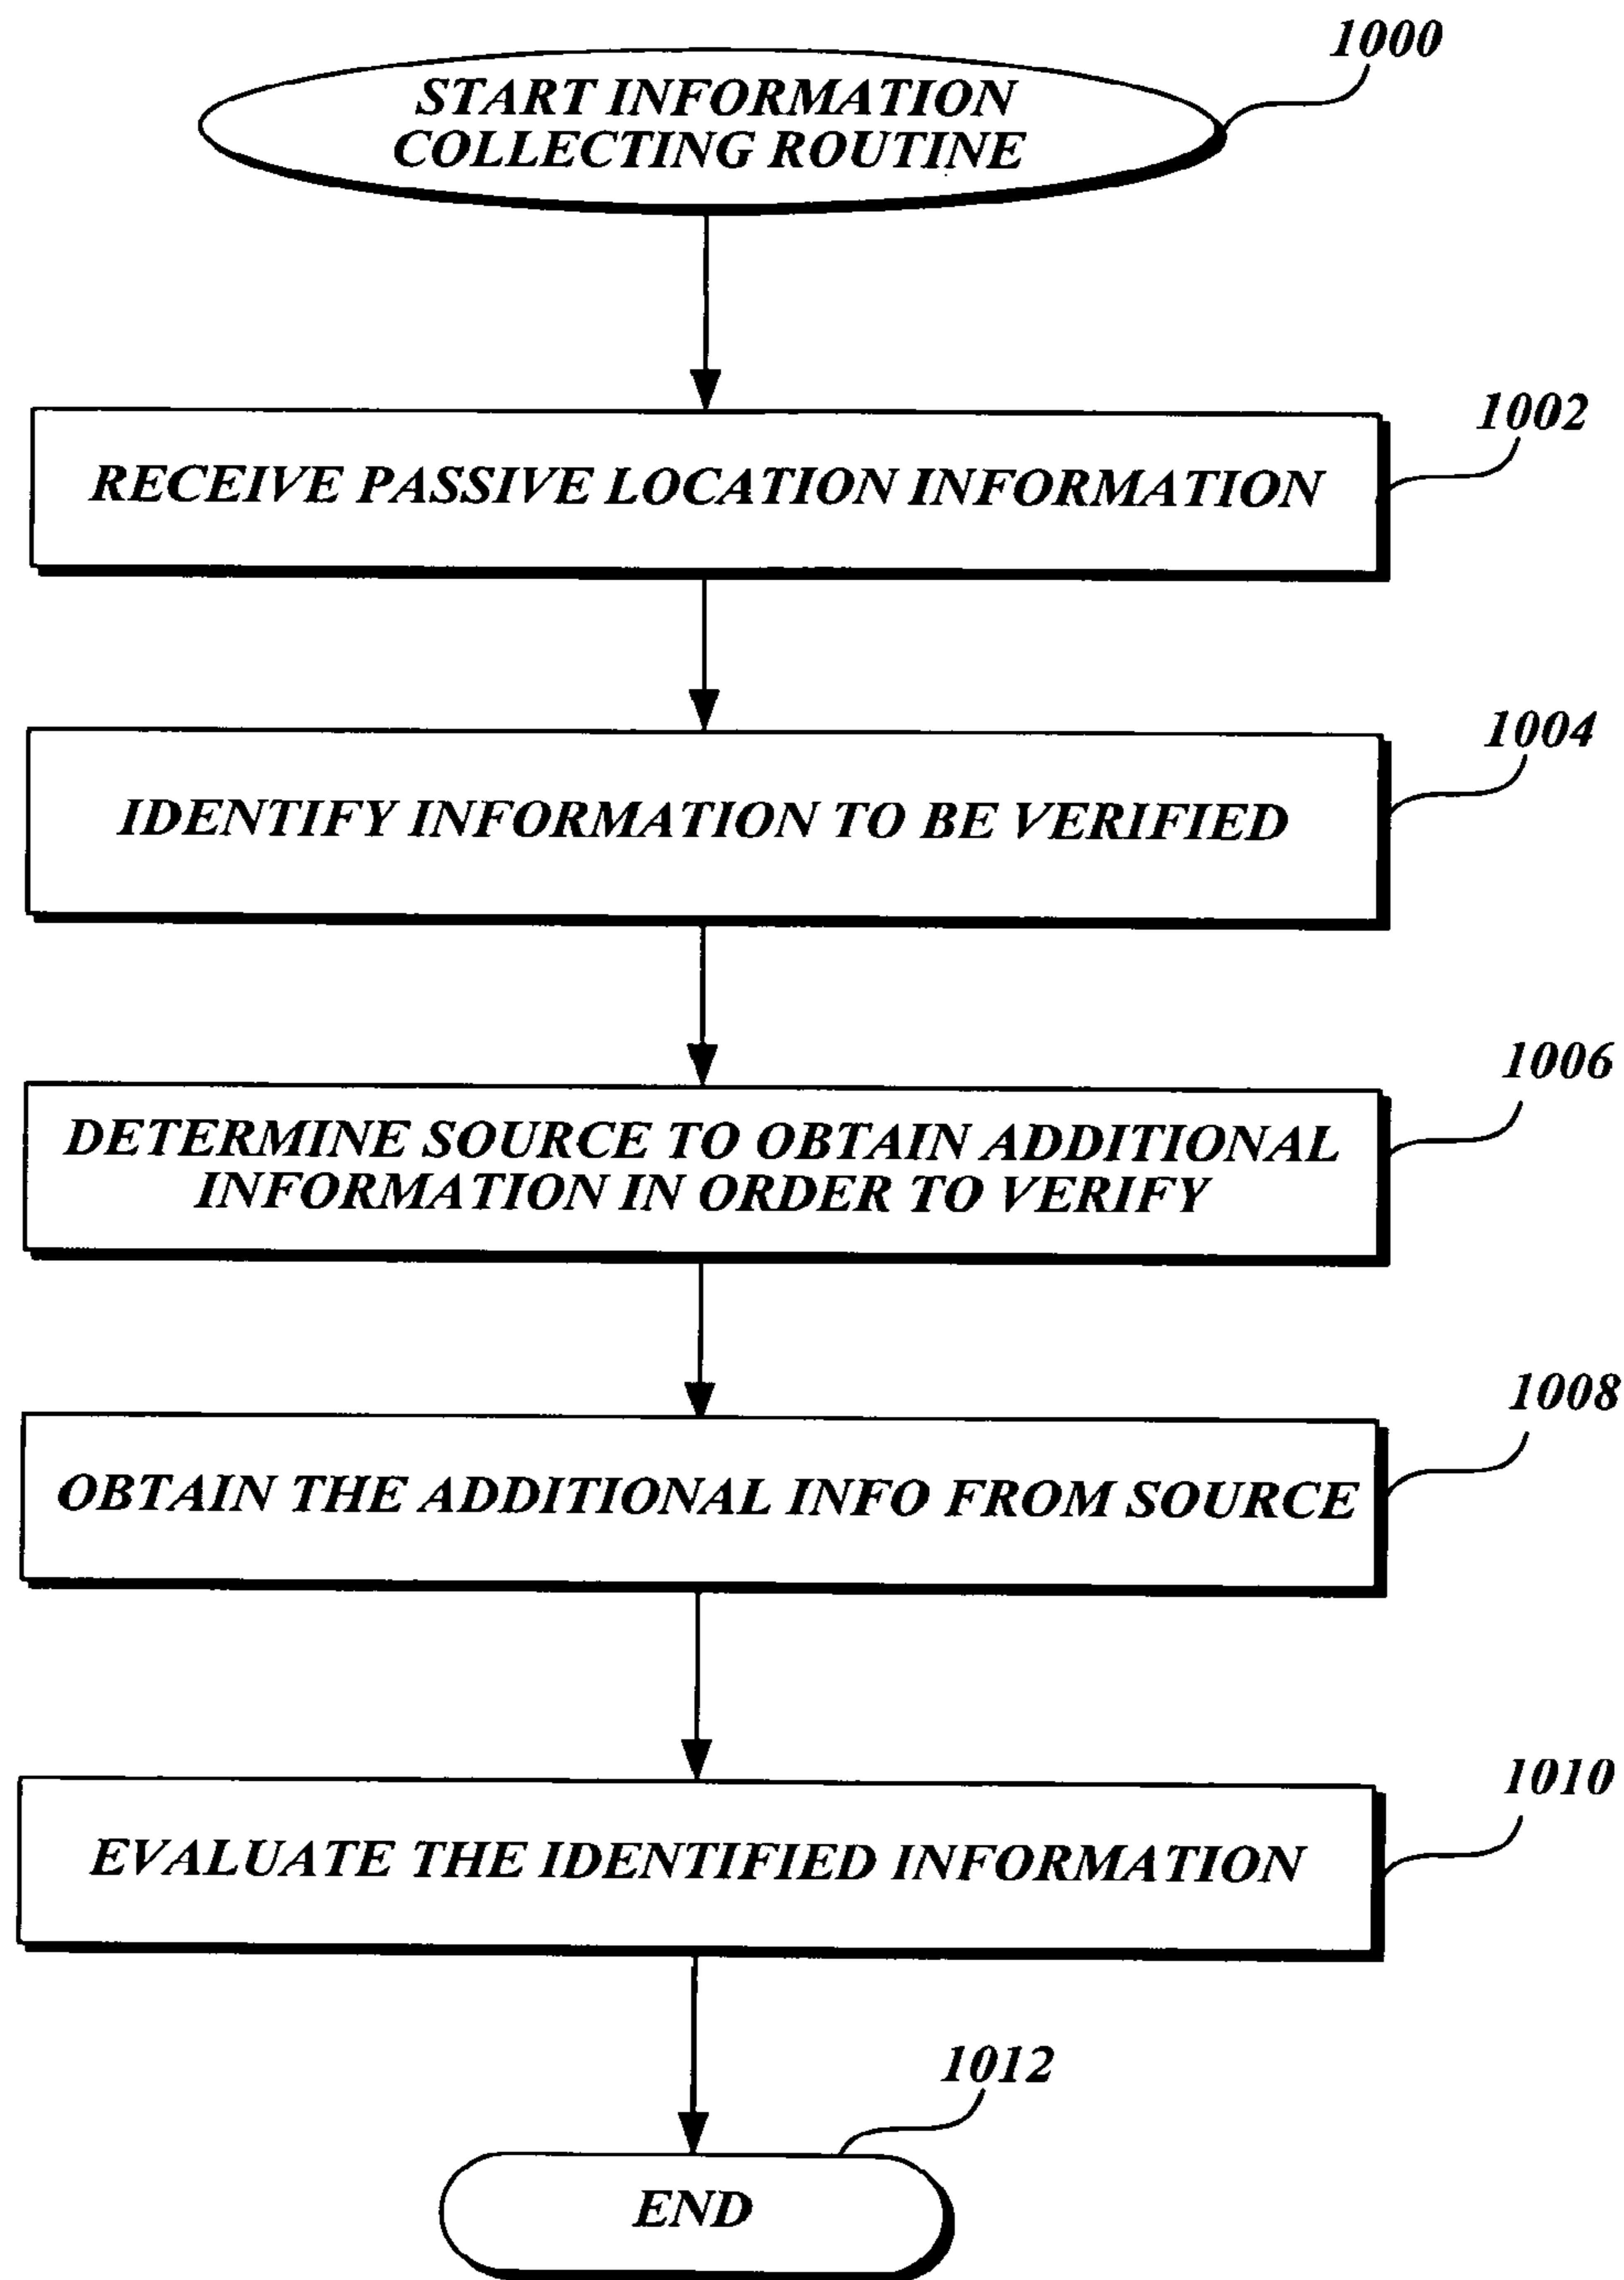 1000
START INFORMATION
COLLECTING ROUTINE
1002
RECEIVE PASSIVE LOCATION INFORMATION
1004
IDENTIFY INFORMATION TO BE VERIFIED
1006
DETERMINE SOURCE TO OBTAIN ADDITIONAL
INFORMATION IN ORDER TO VERIFY
1008
OBTAIN THE ADDITIONAL INFO FROM SOURCE
1010
EVALUATE THE IDENTIFIED INFORMATION
1012
END